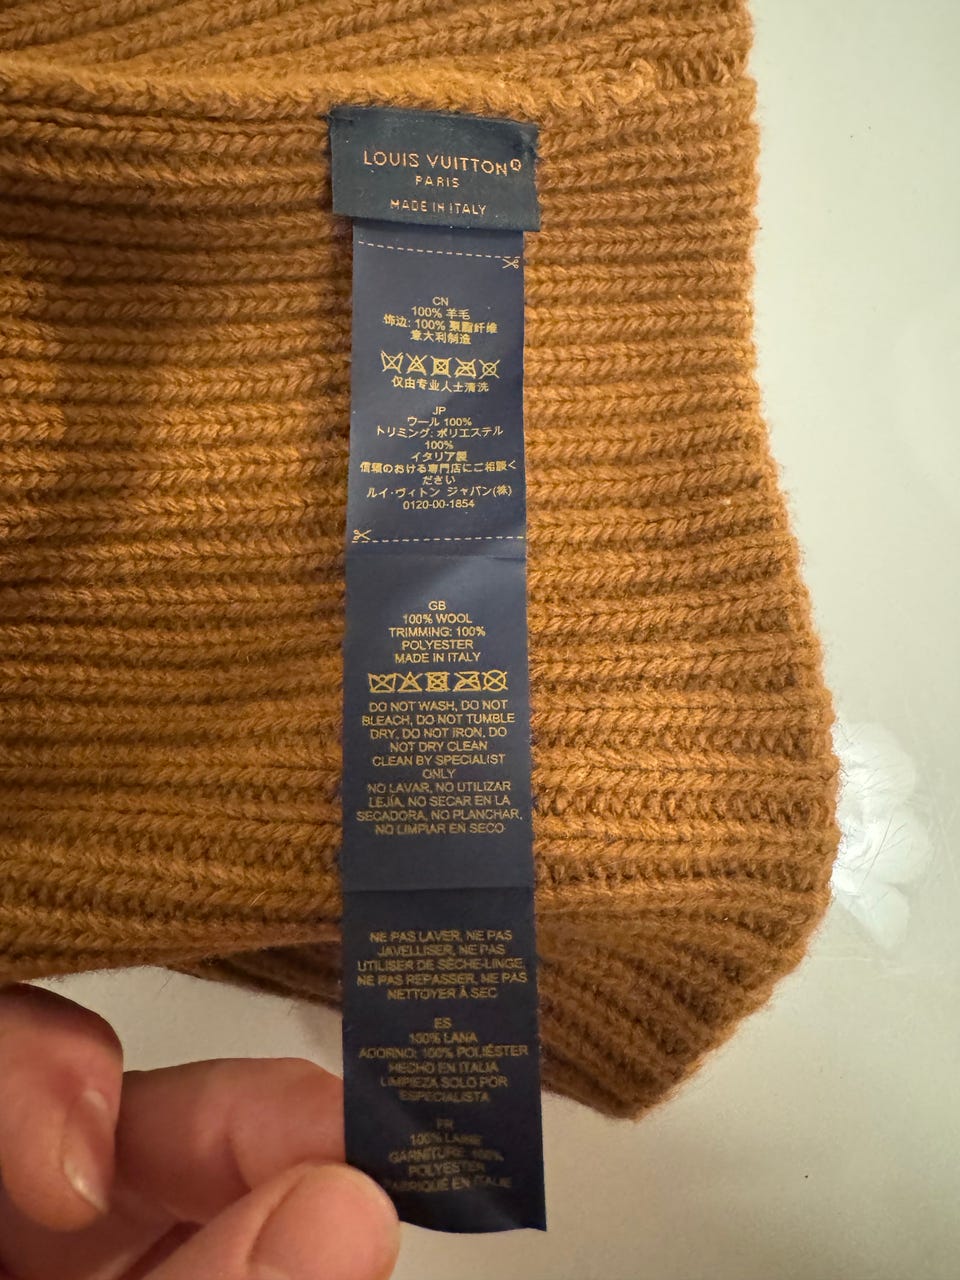 LOUIS VUITTON®
PARIS
MADE IN ITALY
CN
100% 羊毛
饰边: 100% 聚酯纤维
意大利制造
仅由专业人士清洗
JP
ウール 100%
トリミング: ポリエステル
100%
イタリア製
信頼のおける専門店にご相談く
ださい
ルイ・ヴィトン ジャパン(株)
0120-00-1854
GB
100% WOOL
TRIMMING: 100%
POLYESTER
MADE IN ITALY
DO NOT WASH, DO NOT
BLEACH, DO NOT TUMBLE
DRY, DO NOT IRON, DO
NOT DRY CLEAN
CLEAN BY SPECIALIST
ONLY
NO LAVAR, NO UTILIZAR
LEJÍA, NO SECAR EN LA
SECADORA, NO PLANCHAR,
NO LIMPIAR EN SECO
NE PAS LAVER, NE PAS
JAVELLISER, NE PAS
UTILISER DE SÈCHE-LINGE,
NE PAS REPASSER, NE PAS
NETTOYER À SEC
ES
100% LANA
ADORNO: 100% POLIÉSTER
HECHO EN ITALIA
LIMPIEZA SOLO POR
ESPECIALISTA
FR
100% LAINE
GARNITURE: 100%
POLYESTER
FABRIQUÉ EN ITALIE